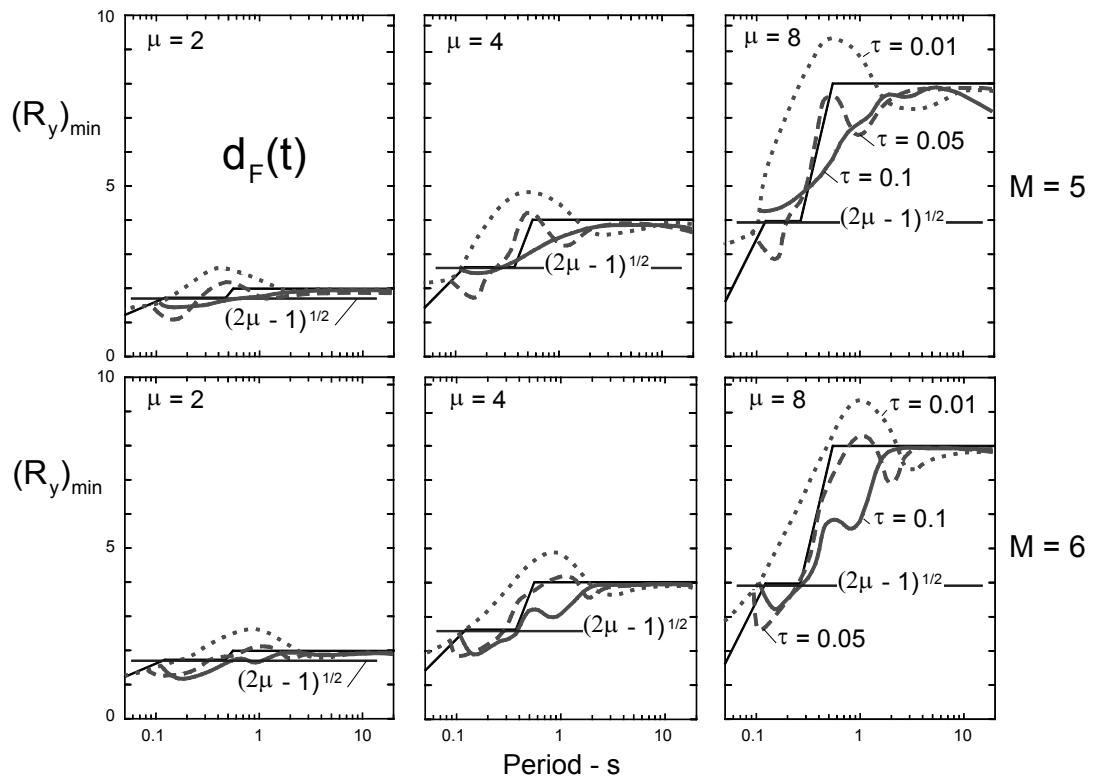 10
μ = 2
μ = 4
μ = 8
τ = 0.01
(R_y)_min
d_F(t)
τ = 0.05
5
τ = 0.1
M = 5
(2μ - 1)^1/2
(2μ - 1)^1/2
(2μ - 1)^1/2
0
10
μ = 2
μ = 4
μ = 8
τ = 0.01
(R_y)_min
τ = 0.1
5
M = 6
(2μ - 1)^1/2
(2μ - 1)^1/2
(2μ - 1)^1/2
τ = 0.05
0
0.1 1 10
0.1 1 10
0.1 1 10
Period - s